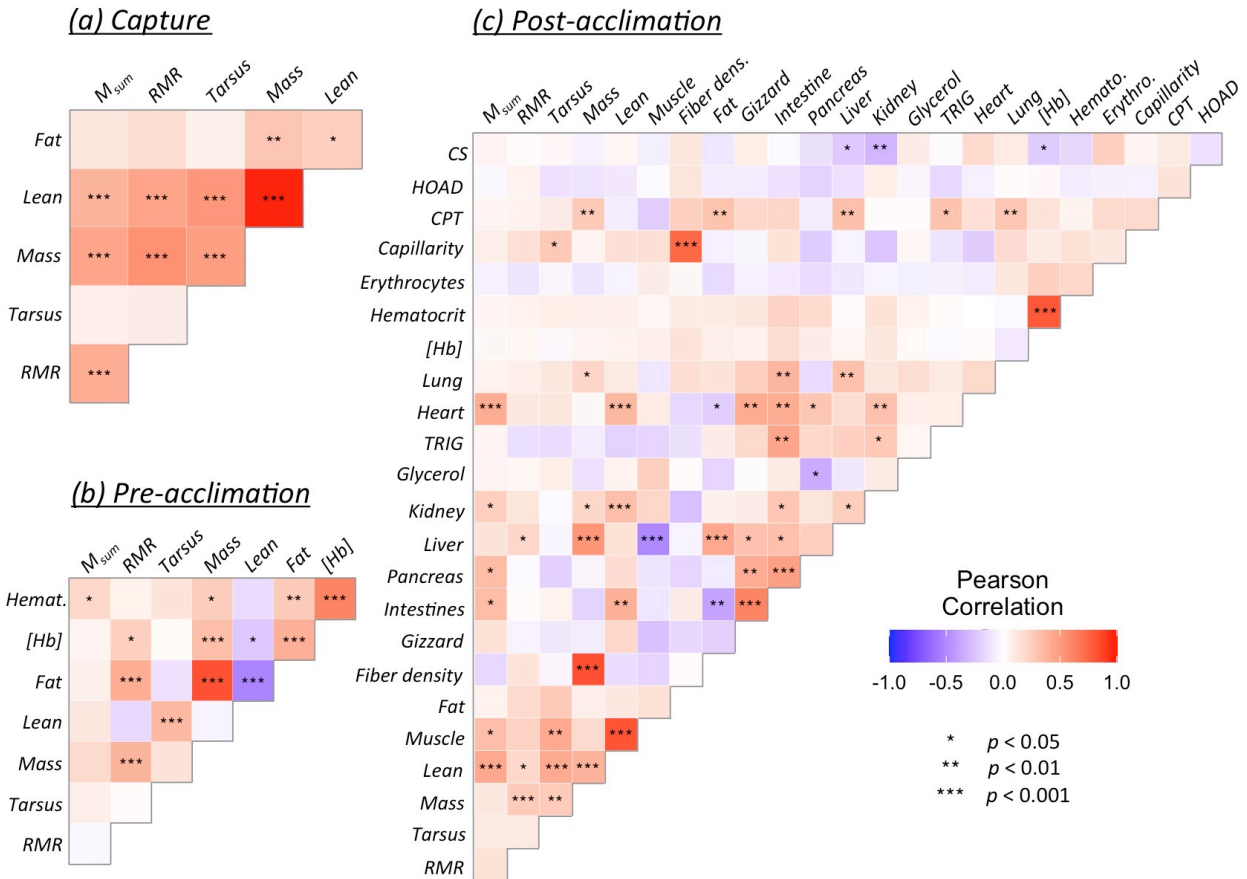 (a) Capture
M sum RMR Tarsus Mass Lean
Fat ** *
Lean *** *** *** ***
Mass *** *** ***
Tarsus
RMR ***
(b) Pre-acclimation
M sum RMR Tarsus Mass Lean Fat [Hb]
Hemat. * * ** ***
[Hb] * *** * ***
Fat *** *** ***
Lean ***
Mass ***
Tarsus
RMR
(c) Post-acclimation
M sum RMR Tarsus Mass Lean Muscle Fiber dens. Fat Gizzard Intestine Pancreas Liver Kidney Glycerol TRIG Heart Lung [Hb] Hemato. Erythro. Capillarity CPT HOAD
CS * ** *
HOAD
CPT ** ** ** * **
Capillarity * ***
Erythrocytes
Hematocrit ***
[Hb]
Lung * ** **
Heart *** *** * ** ** * **
TRIG ** *
Glycerol *
Kidney * * *** * *
Liver * *** *** *** * *
Pancreas * ** ***
Intestines * ** ** ***
Gizzard
Fiber density ***
Fat
Muscle * ** ***
Lean *** * *** ***
Mass *** **
Tarsus
RMR
Pearson
Correlation
-1.0 -0.5 0.0 0.5 1.0
* p < 0.05
** p < 0.01
*** p < 0.001